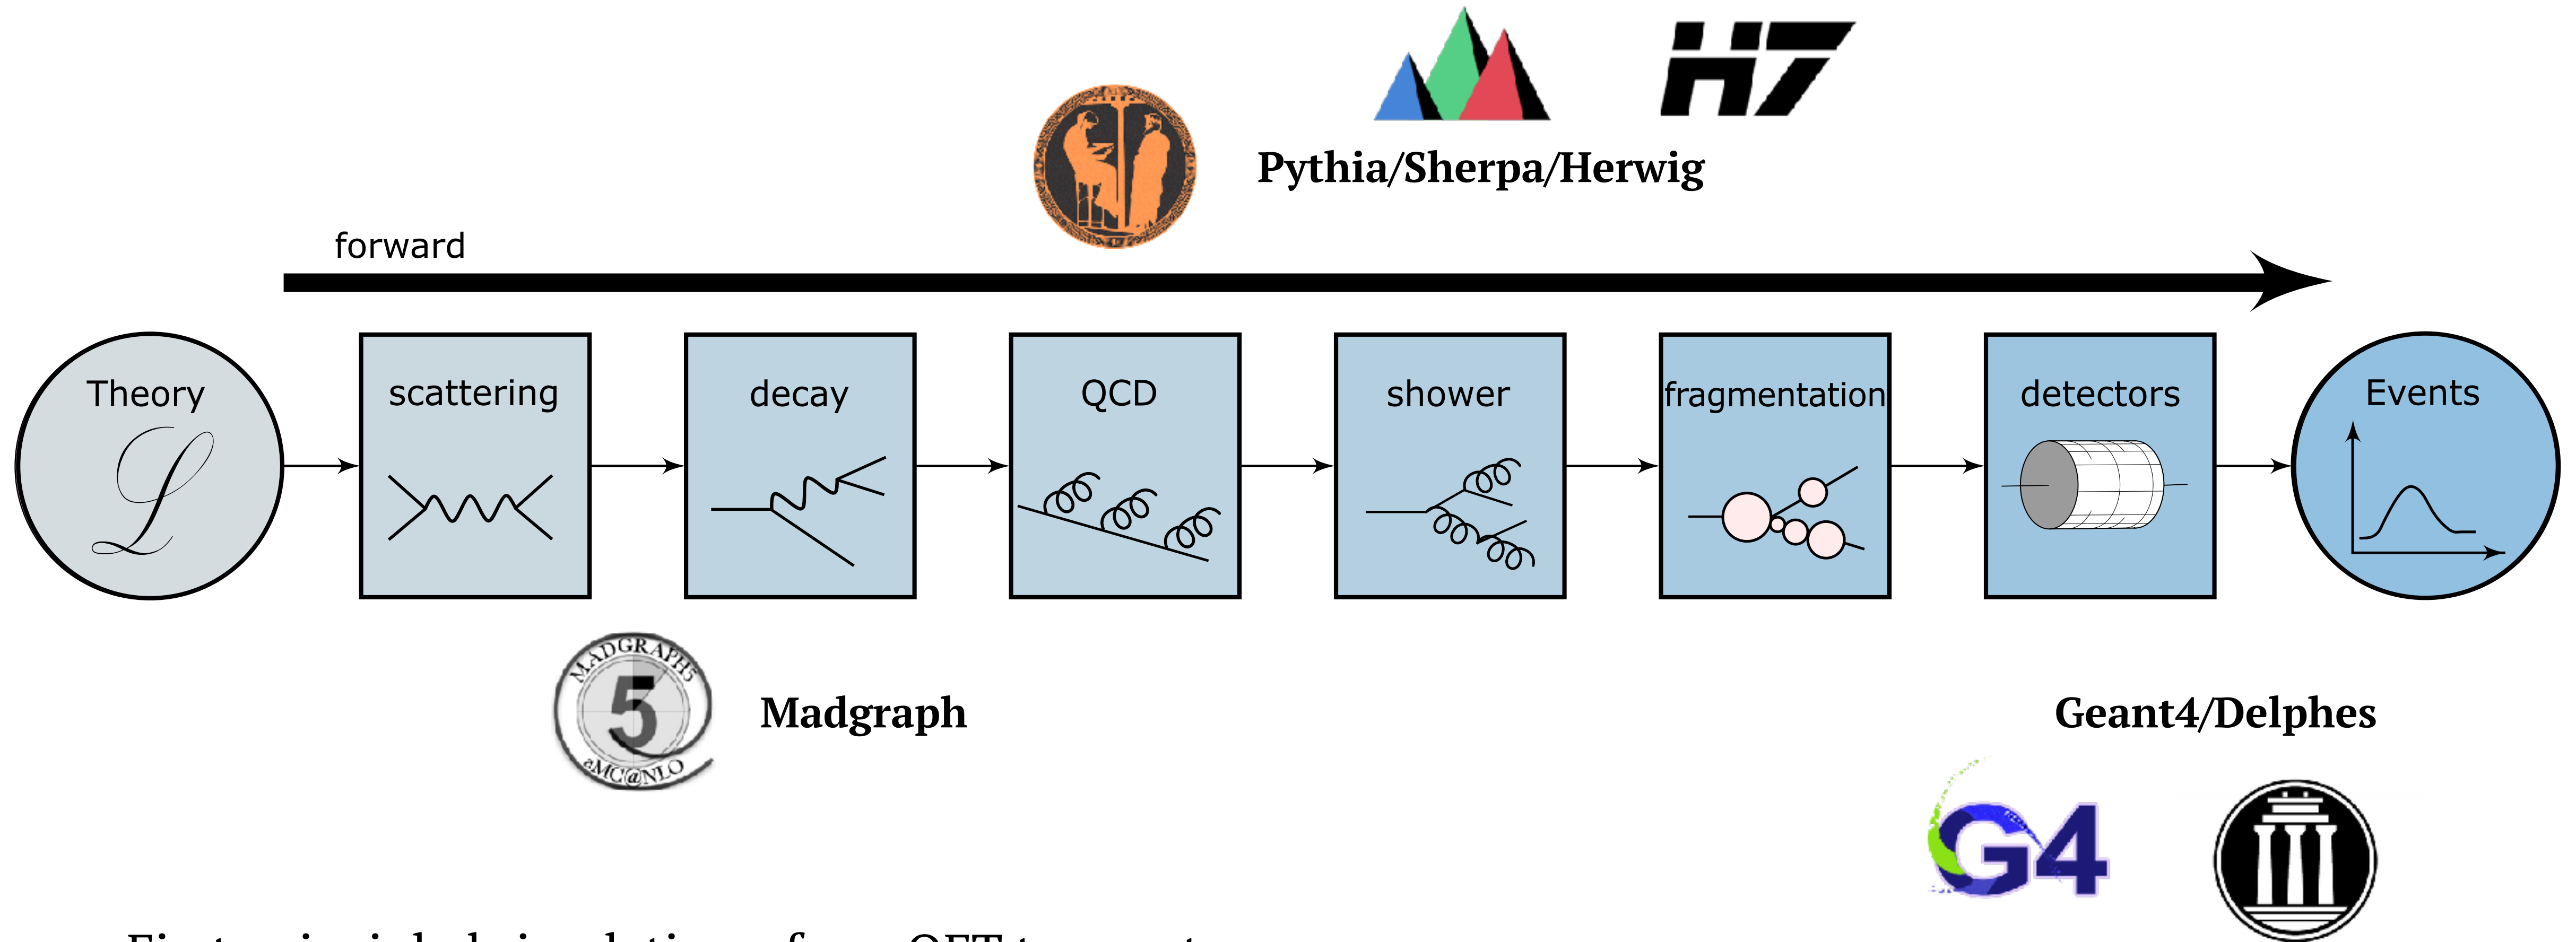 H7
Pythia/Sherpa/Herwig
forward
Theory
scattering
decay
QCD
shower
fragmentation
detectors
Events
ℒ
MADGRAPH5
5
aMC@NLO
Madgraph
Geant4/Delphes
G4